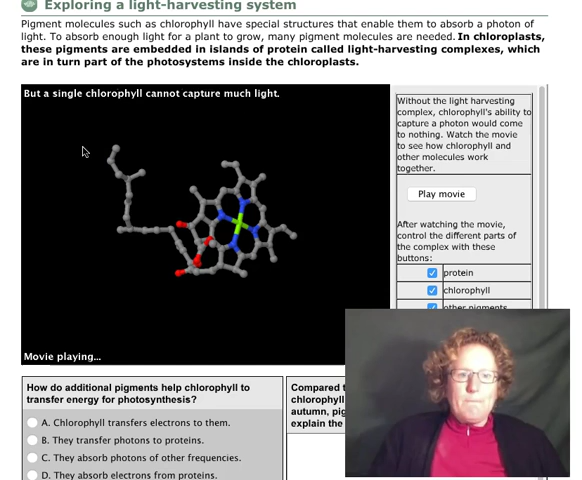 Exploring a light-harvesting system
Pigment molecules such as chlorophyll have special structures that enable them to absorb a photon of
light. To absorb enough light for a plant to grow, many pigment molecules are needed. In chloroplasts,
these pigments are embedded in islands of protein called light-harvesting complexes, which
are in turn part of the photosystems inside the chloroplasts.
But a single chlorophyll cannot capture much light.
Movie playing...
Without the light harvesting
complex, chlorophyll's ability to
capture a photon would come
to nothing. Watch the movie
to see how chlorophyll and
other molecules work
together.
Play movie
After watching the movie,
control the different parts of
the complex with these
buttons:
protein
chlorophyll
other pigments
How do additional pigments help chlorophyll to
transfer energy for photosynthesis?
A. Chlorophyll transfers electrons to them.
B. They transfer photons to proteins.
C. They absorb photons of other frequencies.
D. They absorb electrons from proteins.
Compared t
chlorophyll
autumn, pig
explain the